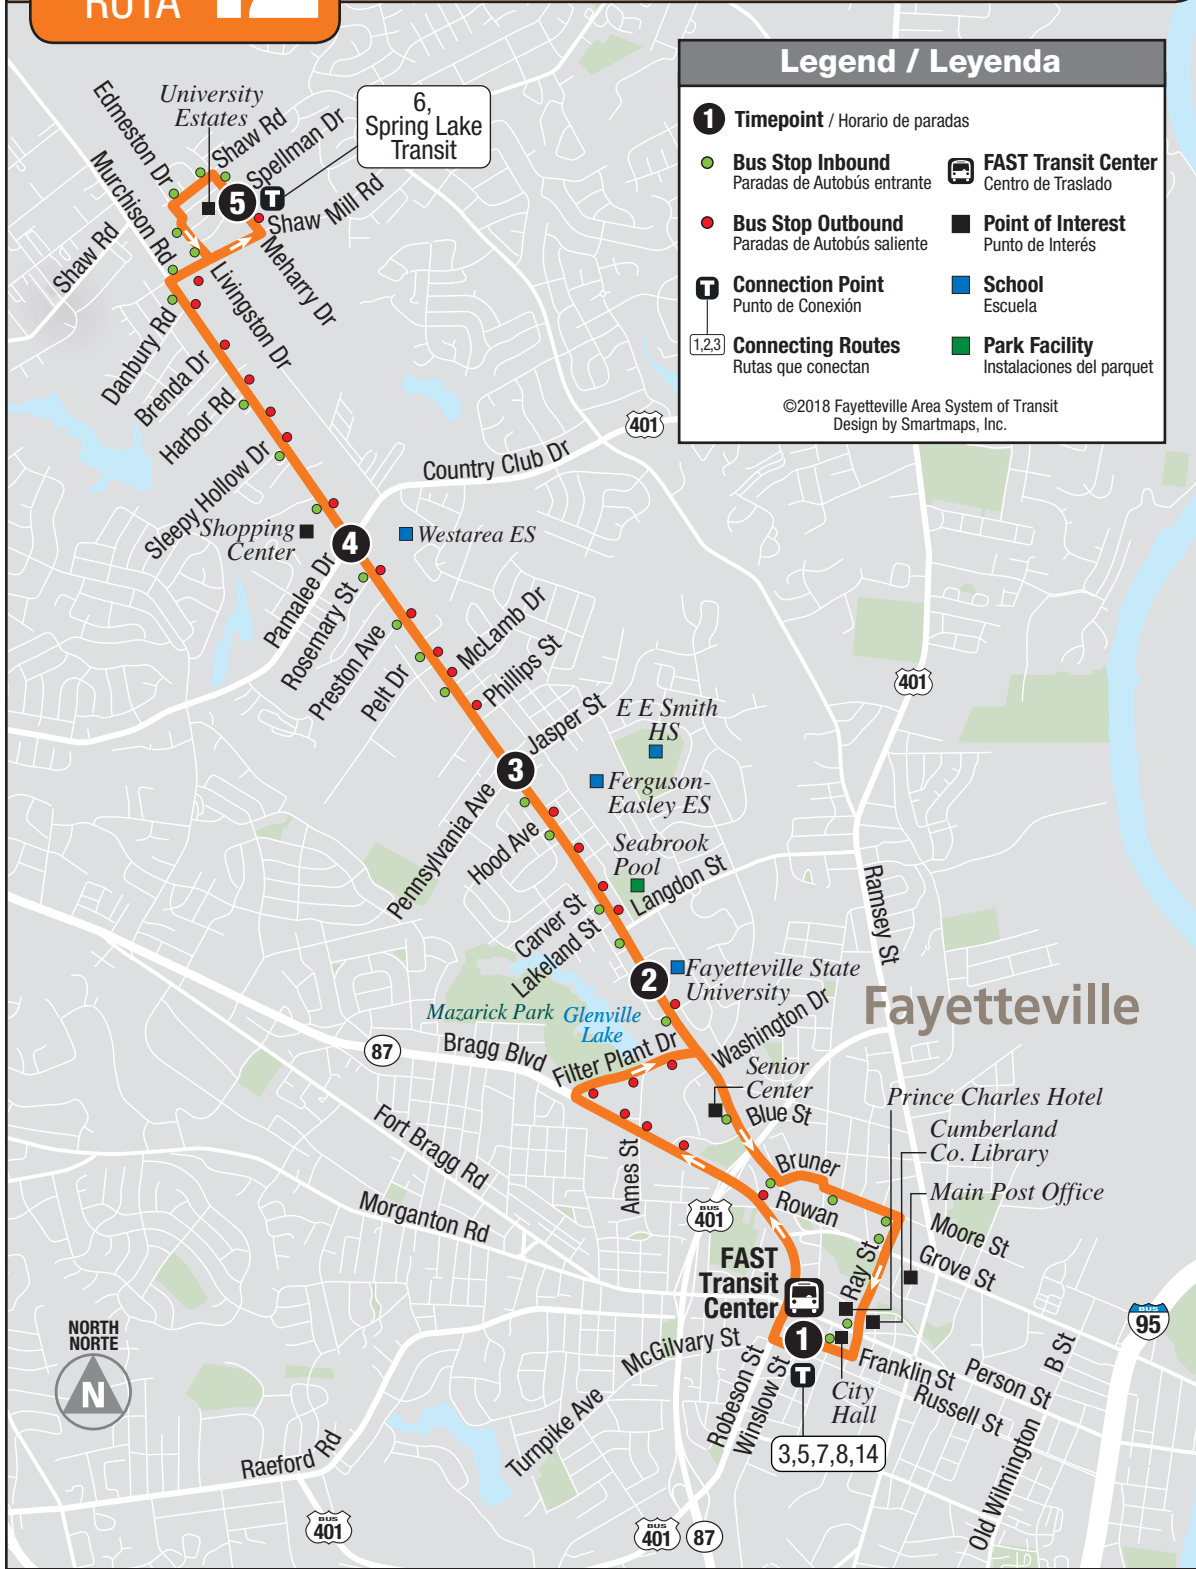 RUTA 12
Legend / Leyenda
1 Timepoint / Horario de paradas
Bus Stop Inbound
Paradas de Autobús entrante
FAST Transit Center
Centro de Traslado
Bus Stop Outbound
Paradas de Autobús saliente
Point of Interest
Punto de Interés
T Connection Point
Punto de Conexión
School
Escuela
1,2,3 Connecting Routes
Rutas que conectan
Park Facility
Instalaciones del parquet
©2018 Fayetteville Area System of Transit
Design by Smartmaps, Inc.
University
Estates
6,
Spring Lake
Transit
Edmeston Dr
Shaw Rd
Spellman Dr
Murchison Rd
5
T
Shaw Mill Rd
Shaw Rd
Meharry Dr
Livingston Dr
Danbury Rd
Brenda Dr
Harbor Rd
401
Sleepy Hollow Dr
Country Club Dr
Shopping
Center
4
Westarea ES
Pamalee Dr
Rosemary St
Preston Ave
McLamb Dr
Pelt Dr
Phillips St
401
Jasper St
E E Smith
HS
3
Ferguson-
Easley ES
Pennsylvania Ave
Hood Ave
Seabrook
Pool
Langdon St
Ramsey St
Carver St
Lakeland St
2
Fayetteville State
University
Fayetteville
Mazarick Park
Glenville
Lake
Washington Dr
87
Bragg Blvd
Filter Plant Dr
Senior
Center
Blue St
Prince Charles Hotel
Cumberland
Co. Library
Fort Bragg Rd
Ames St
Bruner
Main Post Office
Morganton Rd
BUS
401
Rowan
Moore St
Grove St
FAST
Transit
Center
Ray St
BUS
95
NORTH
NORTE
N
McGilvary St
1
T
Robeson St
Winslow St
Franklin St
Person St
B St
Russell St
City
Hall
Turnpike Ave
3,5,7,8,14
Old Wilmington
Raeford Rd
BUS
401
BUS
401
87